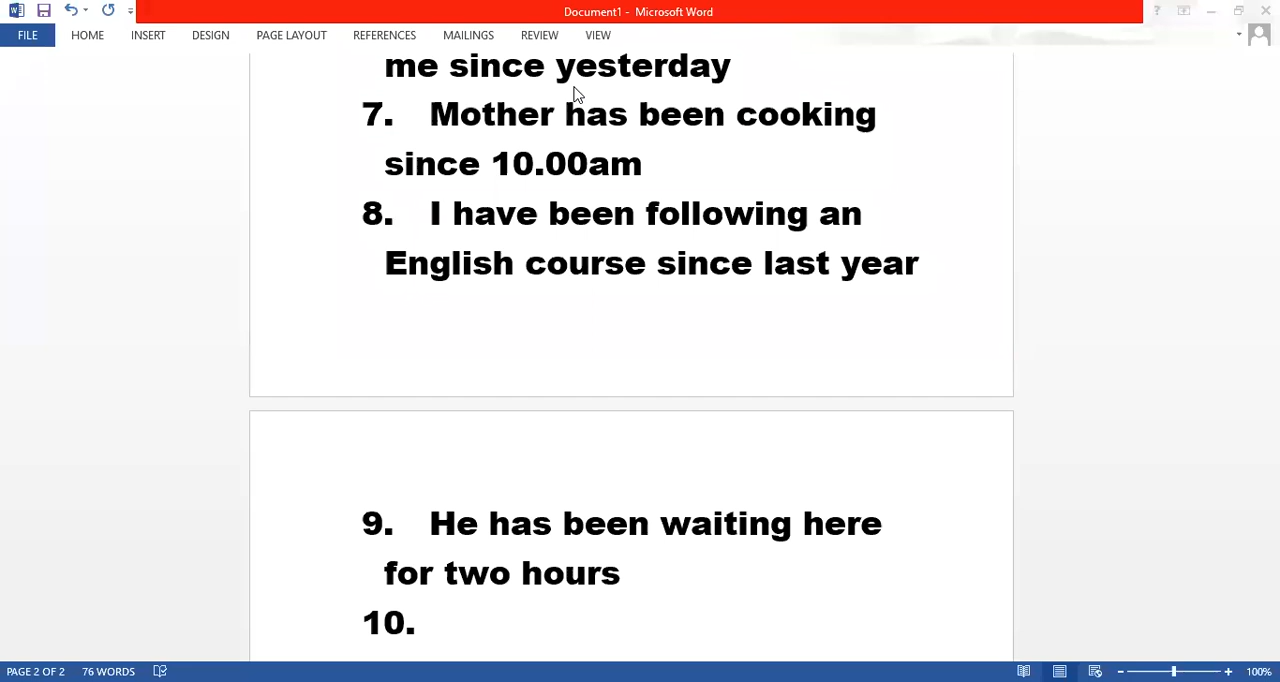 Document1 - Microsoft Word
?
FILE HOME INSERT DESIGN PAGE LAYOUT REFERENCES MAILINGS REVIEW VIEW
me since yesterday
7. Mother has been cooking
since 10.00am
8. I have been following an
English course since last year
9. He has been waiting here
for two hours
10.
PAGE 2 OF 2 76 WORDS 100%